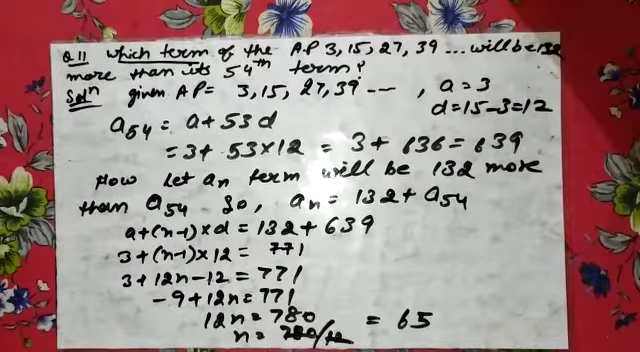 Q 11 which term of the A.P 3, 15, 27, 39 ... will be 132
more than its 54th term?
Solⁿ given A P = 3, 15, 27, 39 ---- , a = 3
d = 15 - 3 = 12
a₅₄ = a + 53 d
= 3 + 53 × 12 = 3 + 636 = 639
Now Let aₙ term will be 132 more
than a₅₄ So, aₙ = 132 + a₅₄
a + (n-1) × d = 132 + 639
3 + (n-1) × 12 = 771
3 + 12n - 12 = 771
- 9 + 12n = 771
12n = 780
n = 780/12 = 65